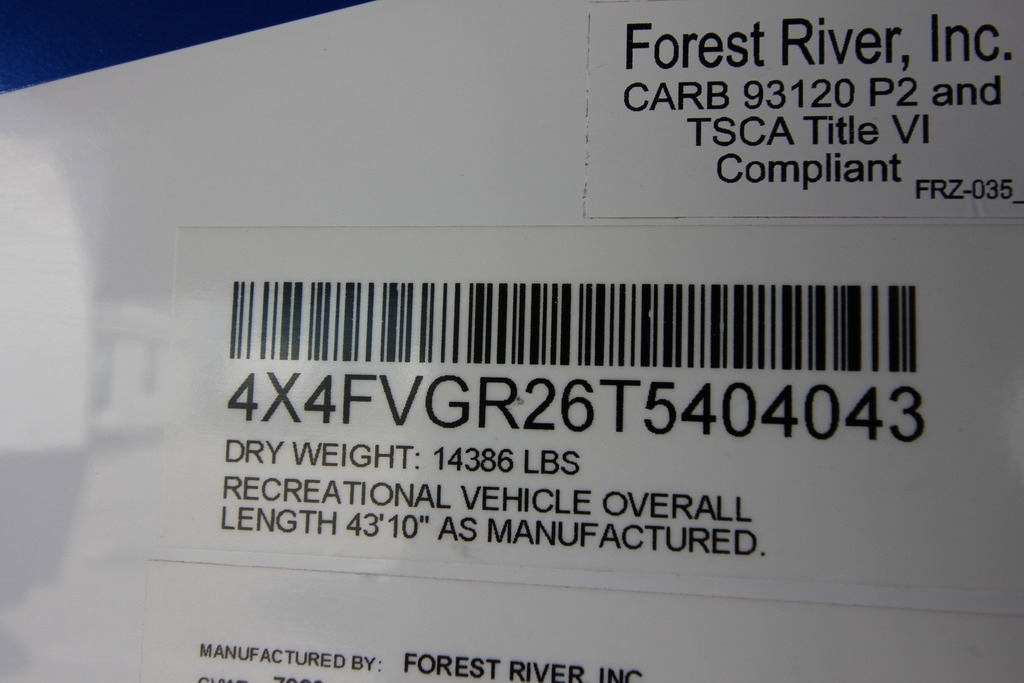 Forest River, Inc.
CARB 93120 P2 and
TSCA Title VI
Compliant
FRZ-035_
4X4FVGR26T5404043
DRY WEIGHT: 14386 LBS
RECREATIONAL VEHICLE OVERALL
LENGTH 43'10" AS MANUFACTURED.
MANUFACTURED BY: FOREST RIVER, INC